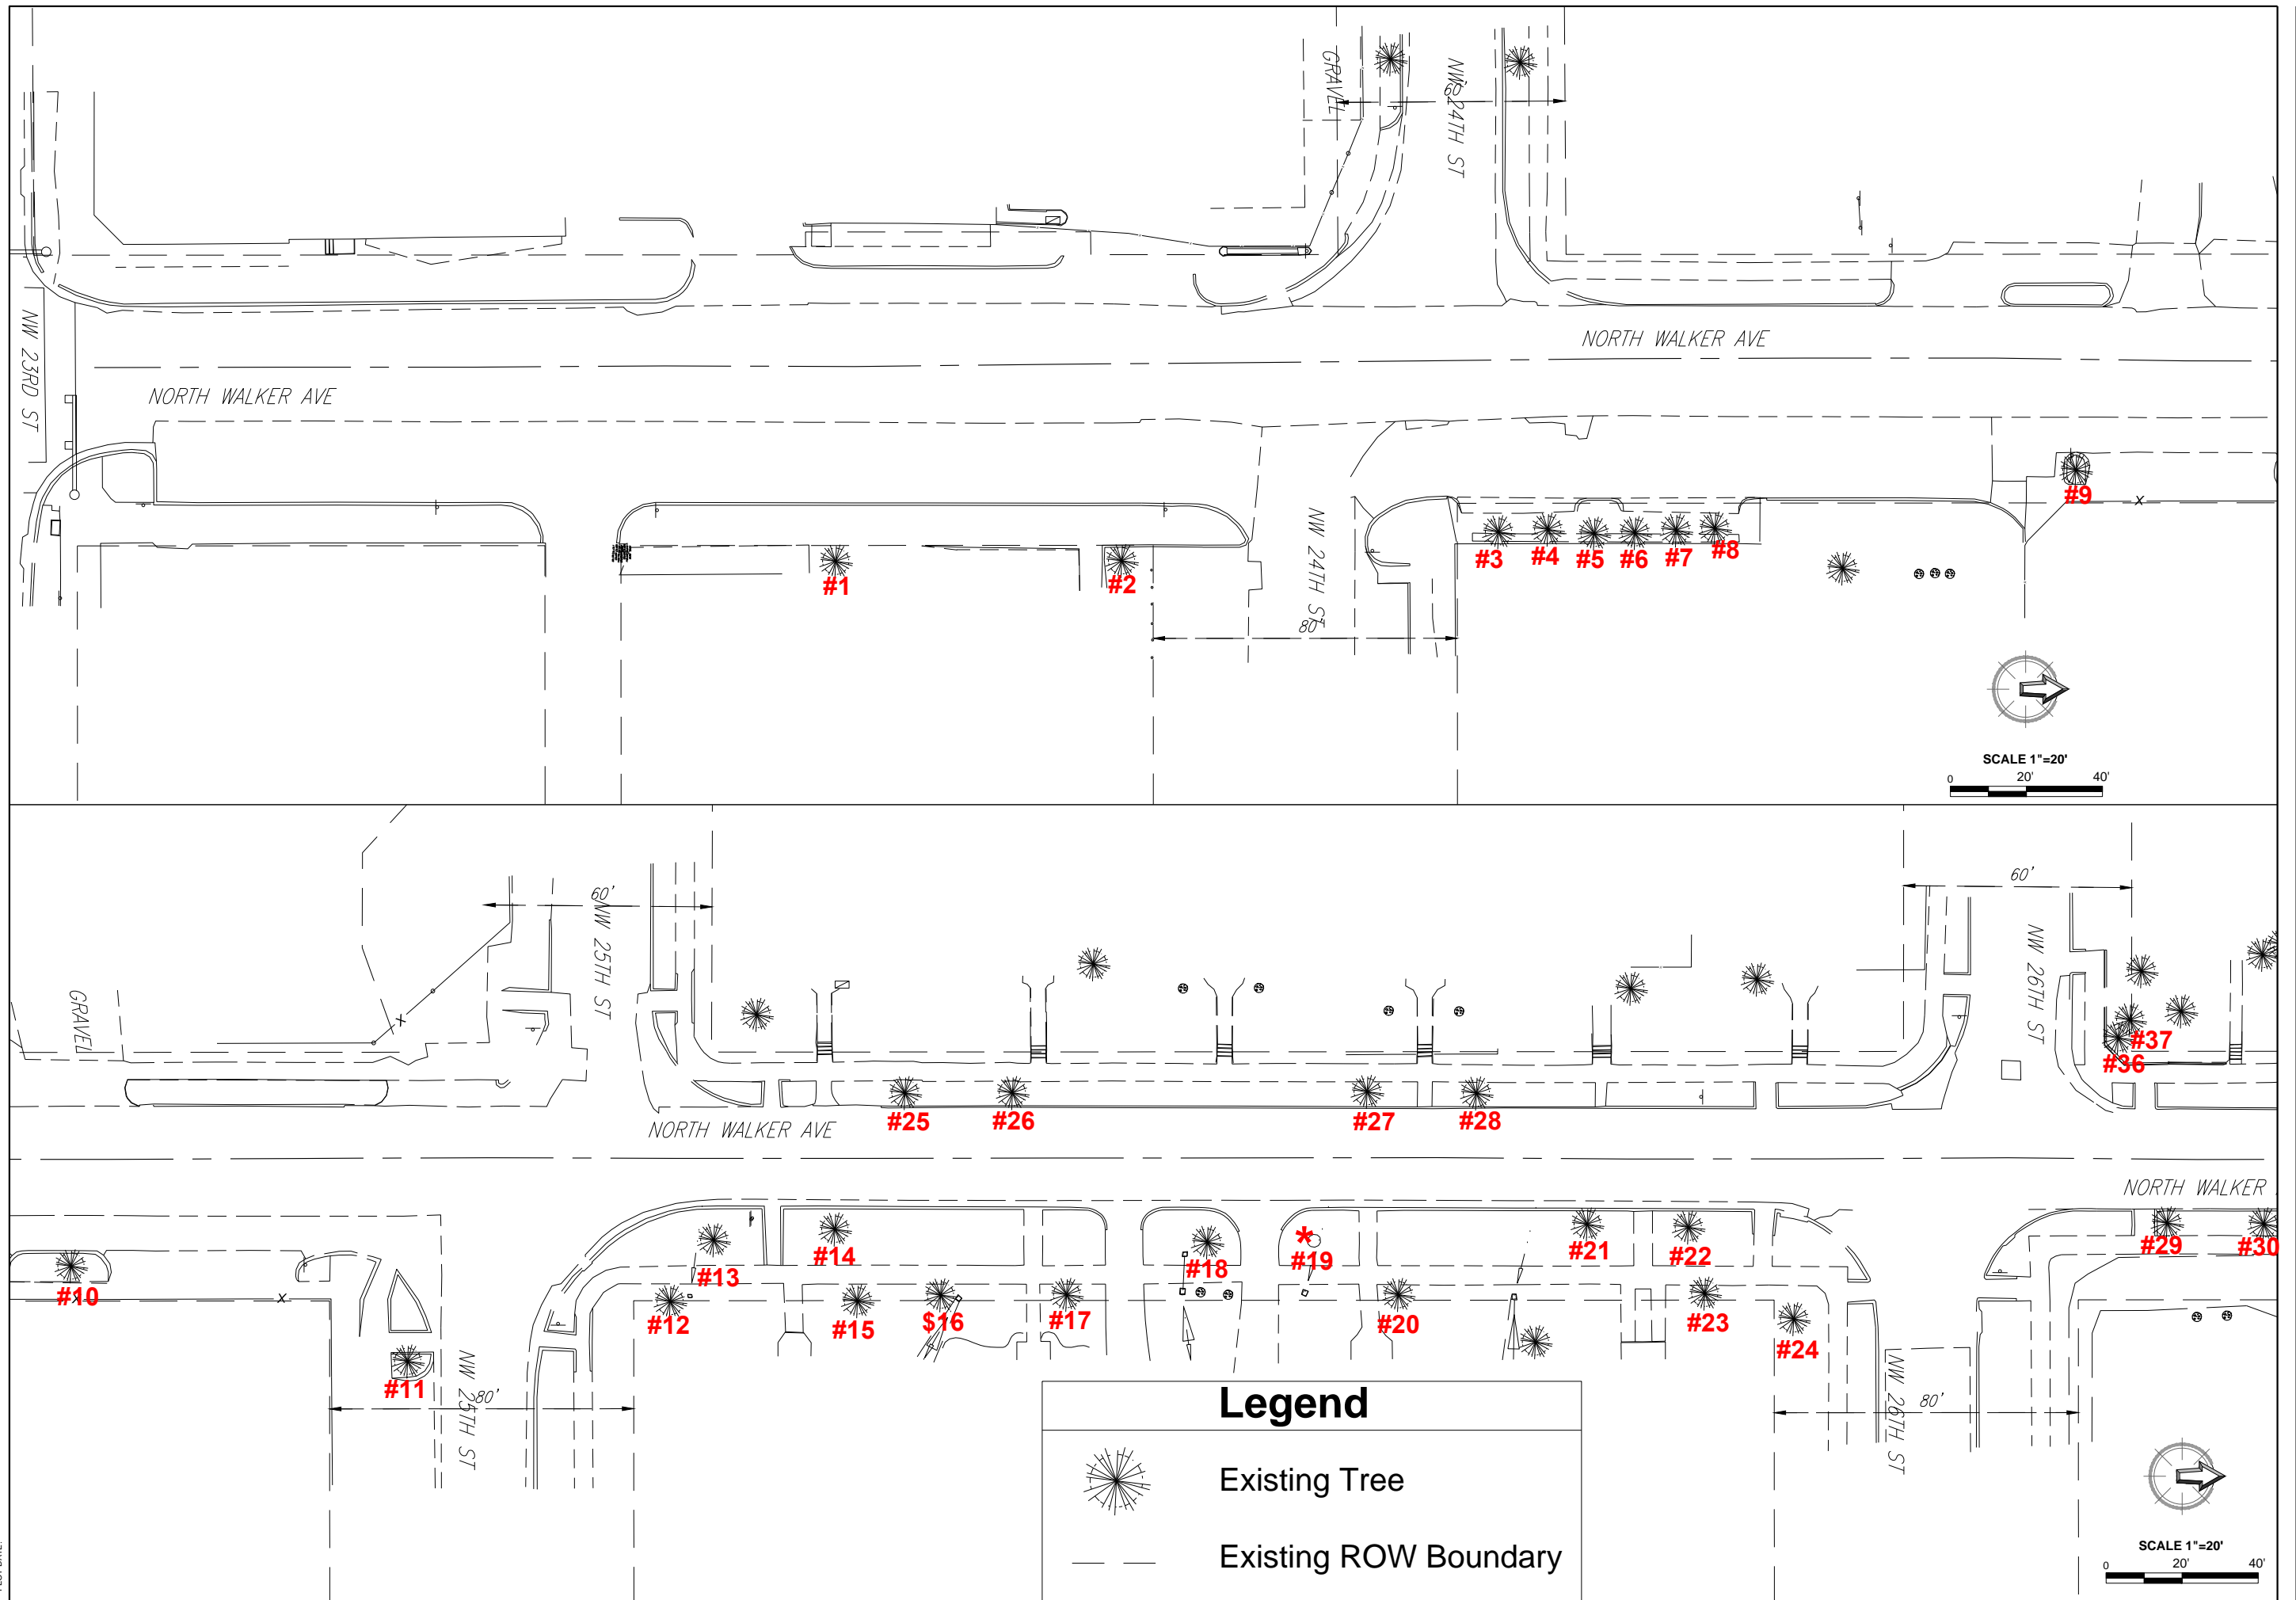 GRAVEL
60'
NW 24TH ST
NORTH WALKER AVE
NW 23RD ST
NORTH WALKER AVE
#9
#1
#2
#3
#4
#5
#6
#7
#8
NW 24TH ST
80'
X
SCALE 1"=20'
0 20' 40'
60'
NW 25TH ST
GRAVEL
X
60'
NW 26TH ST
#37
#36
#25
#26
#27
#28
NORTH WALKER AVE
NORTH WALKER
#10
X
X
#13
#14
#18
*
#19
#21
#22
#29
#30
#12
#15
$16
#17
#20
#23
#24
#11
NW 25TH ST
80'
NW 26TH ST
80'
Legend
Existing Tree
Existing ROW Boundary
SCALE 1"=20'
0 20' 40'